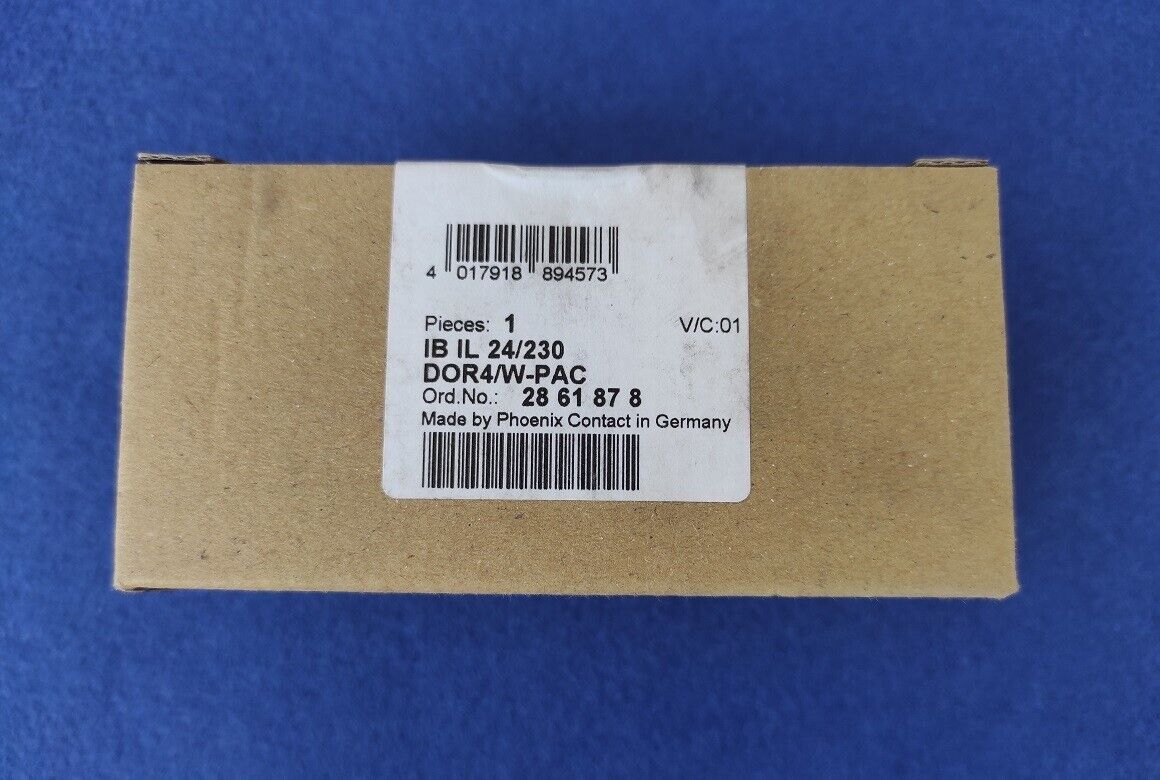 4 017918 894573
Pieces: 1 V/C:01
IB IL 24/230
DOR4/W-PAC
Ord.No.: 28 61 87 8
Made by Phoenix Contact in Germany